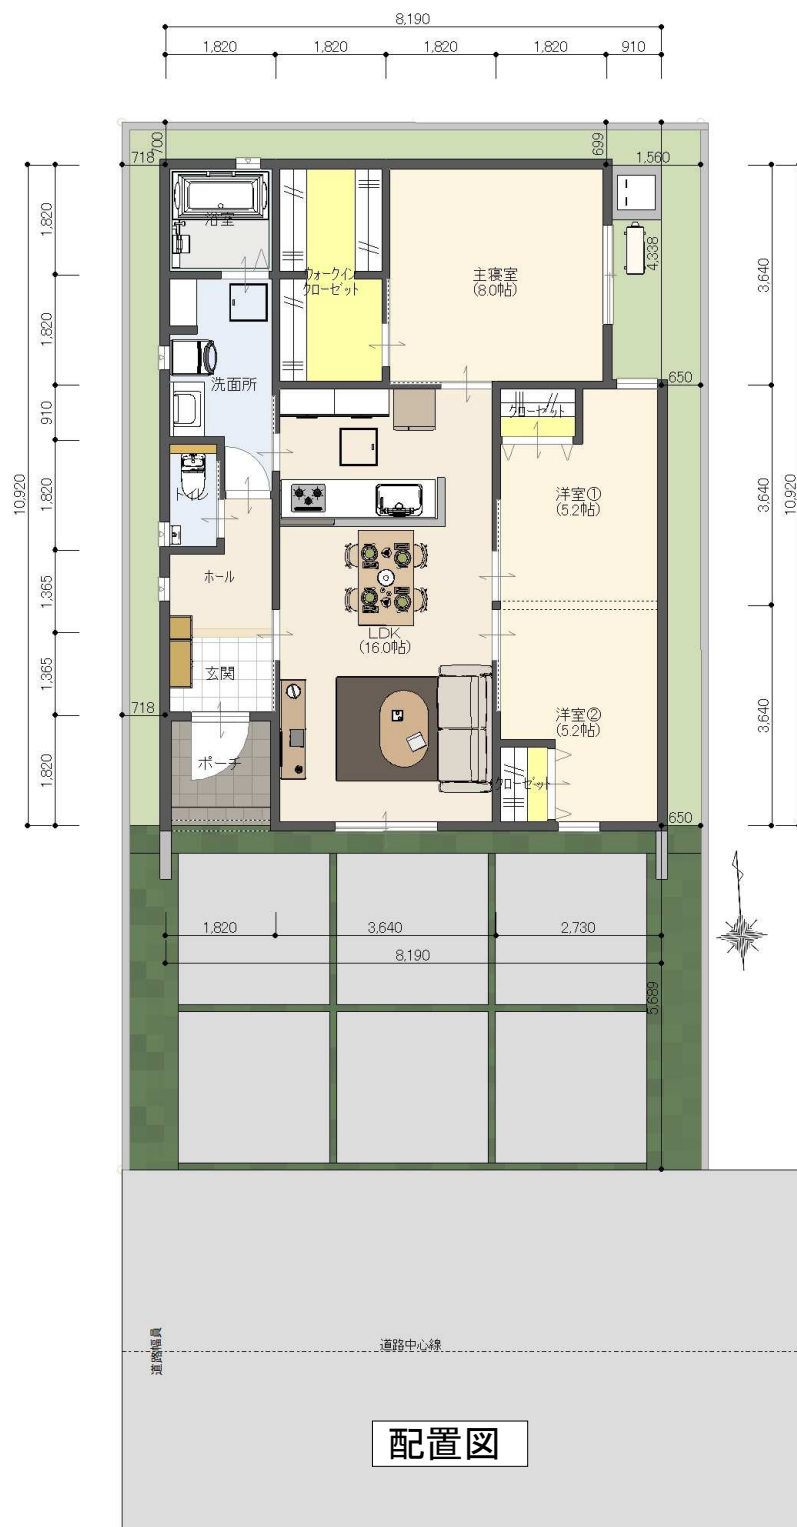 8,190
1,820
1,820
1,820
1,820
910
700
699
718
1,560
浴室
ウォークイン
クローゼット
主寝室
(8.0帖)
4,338
1,820
1,820
910
1,820
1,365
1,365
1,820
10,920
3,640
3,640
3,640
10,920
洗面所
650
クローゼット
トイレ
洋室①
(5.2帖)
ホール
LDK
(16.0帖)
玄関
718
洋室②
(5.2帖)
ポーチ
クローゼット
650
1,820
3,640
2,730
8,190
5,689
道路幅員
道路中心線
配置図